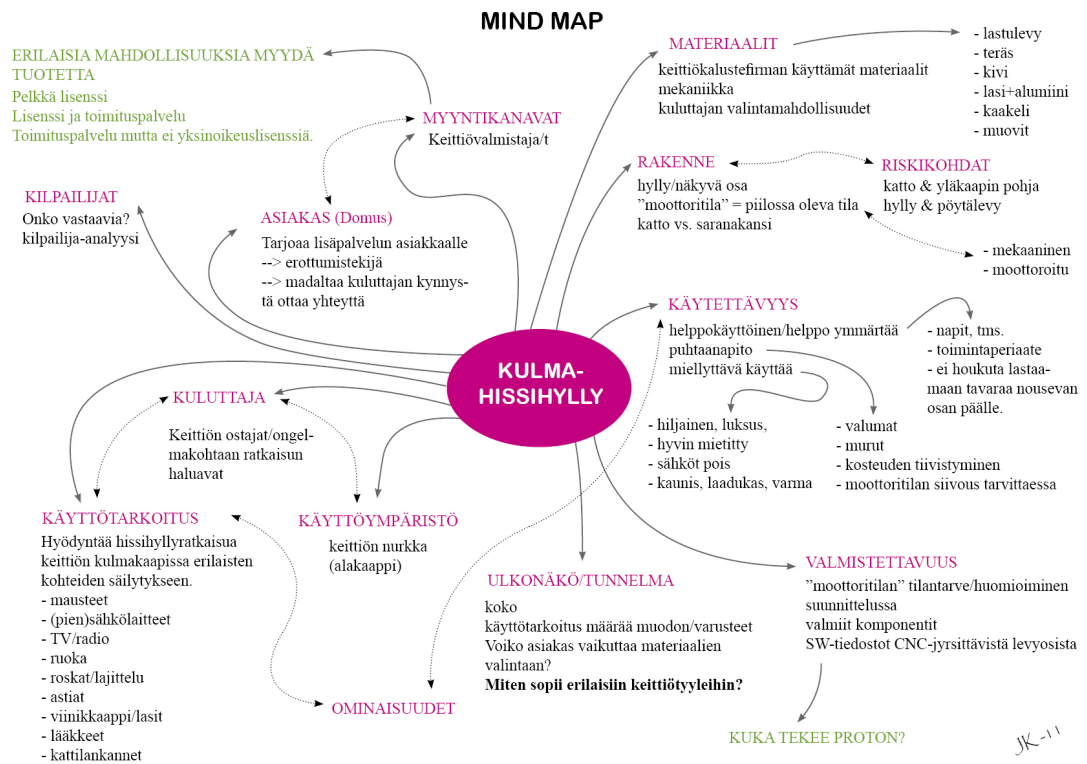 MIND MAP
ERILAISIA MAHDOLLISUUKSIA MYYDÄ
TUOTETTA
Pelkkä lisenssi
Lisenssi ja toimituspalvelu
Toimituspalvelu mutta ei yksinoikeuslisenssiä.
MYYNTIKANAVAT
Keittiövalmistaja/t
KILPAILIJAT
Onko vastaavia?
kilpailija-analyysi
ASIAKAS (Domus)
Tarjoaa lisäpalvelun asiakkaalle
--> erottumistekijä
--> madaltaa kuluttajan kynnys-
tä ottaa yhteyttä
MATERIAALIT
keittiökalustefirman käyttämät materiaalit
mekaniikka
kuluttajan valintamahdollisuudet
- lastulevy
- teräs
- kivi
- lasi+alumiini
- kaakeli
- muovit
RAKENNE
hylly/näkyvä osa
”moottoritila” = piilossa oleva tila
katto vs. saranakansi
RISKIKOHDAT
katto & yläkaapin pohja
hylly & pöytälevy
- mekaaninen
- moottoroitu
KÄYTETTÄVYYS
helppokäyttöinen/helppo ymmärtää
puhtaanapito
miellyttävä käyttää
- napit, tms.
- toimintaperiaate
- ei houkuta lastaa-
maan tavaraa nousevan
osan päälle.
- hiljainen, luksus,
- hyvin mietitty
- sähköt pois
- kaunis, laadukas, varma
- valumat
- murut
- kosteuden tiivistyminen
- moottoritilan siivous tarvittaessa
KULMA-
HISSIHYLLY
KULUTTAJA
Keittiön ostajat/ongel-
makohtaan ratkaisun
haluavat
KÄYTTÖTARKOITUS
Hyödyntää hissihyllyratkaisua
keittiön kulmakaapissa erilaisten
kohteiden säilytykseen.
- mausteet
- (pien)sähkölaitteet
- TV/radio
- ruoka
- roskat/lajittelu
- astiat
- viinikkaappi/lasit
- lääkkeet
- kattilankannet
KÄYTTÖYMPÄRISTÖ
keittiön nurkka
(alakaappi)
OMINAISUUDET
ULKONÄKÖ/TUNNELMA
koko
käyttötarkoitus määrää muodon/varusteet
Voiko asiakas vaikuttaa materiaalien
valintaan?
Miten sopii erilaisiin keittiötyyleihin?
VALMISTETTAVUUS
”moottoritilan” tilantarve/huomioiminen
suunnittelussa
valmiit komponentit
SW-tiedostot CNC-jyrsittävistä levyosista
KUKA TEKEE PROTON?
JK-11